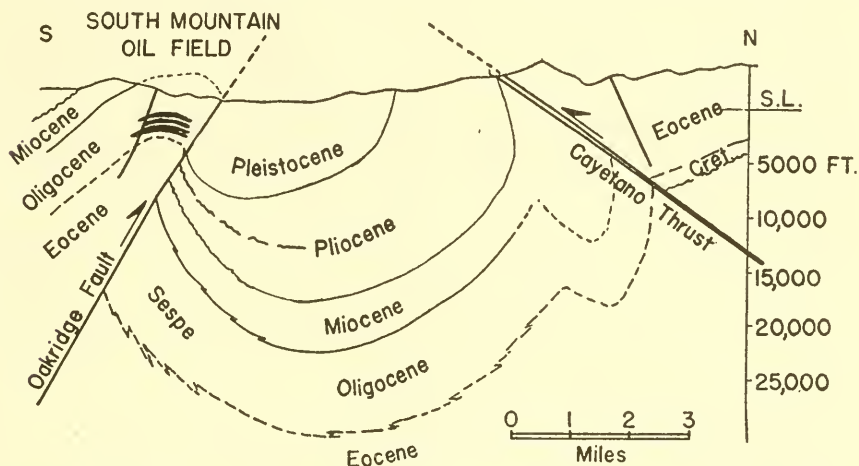 S
SOUTH MOUNTAIN
OIL FIELD
N
S.L.
Miocene
Oligocene
Eocene
Pleistocene
Eocene
Cret.
5000 FT.
Cayetano Thrust
10,000
Pliocene
Oakridge Fault
15,000
Sespe
Miocene
20,000
Oligocene
25,000
0 1 2 3
Miles
Eocene